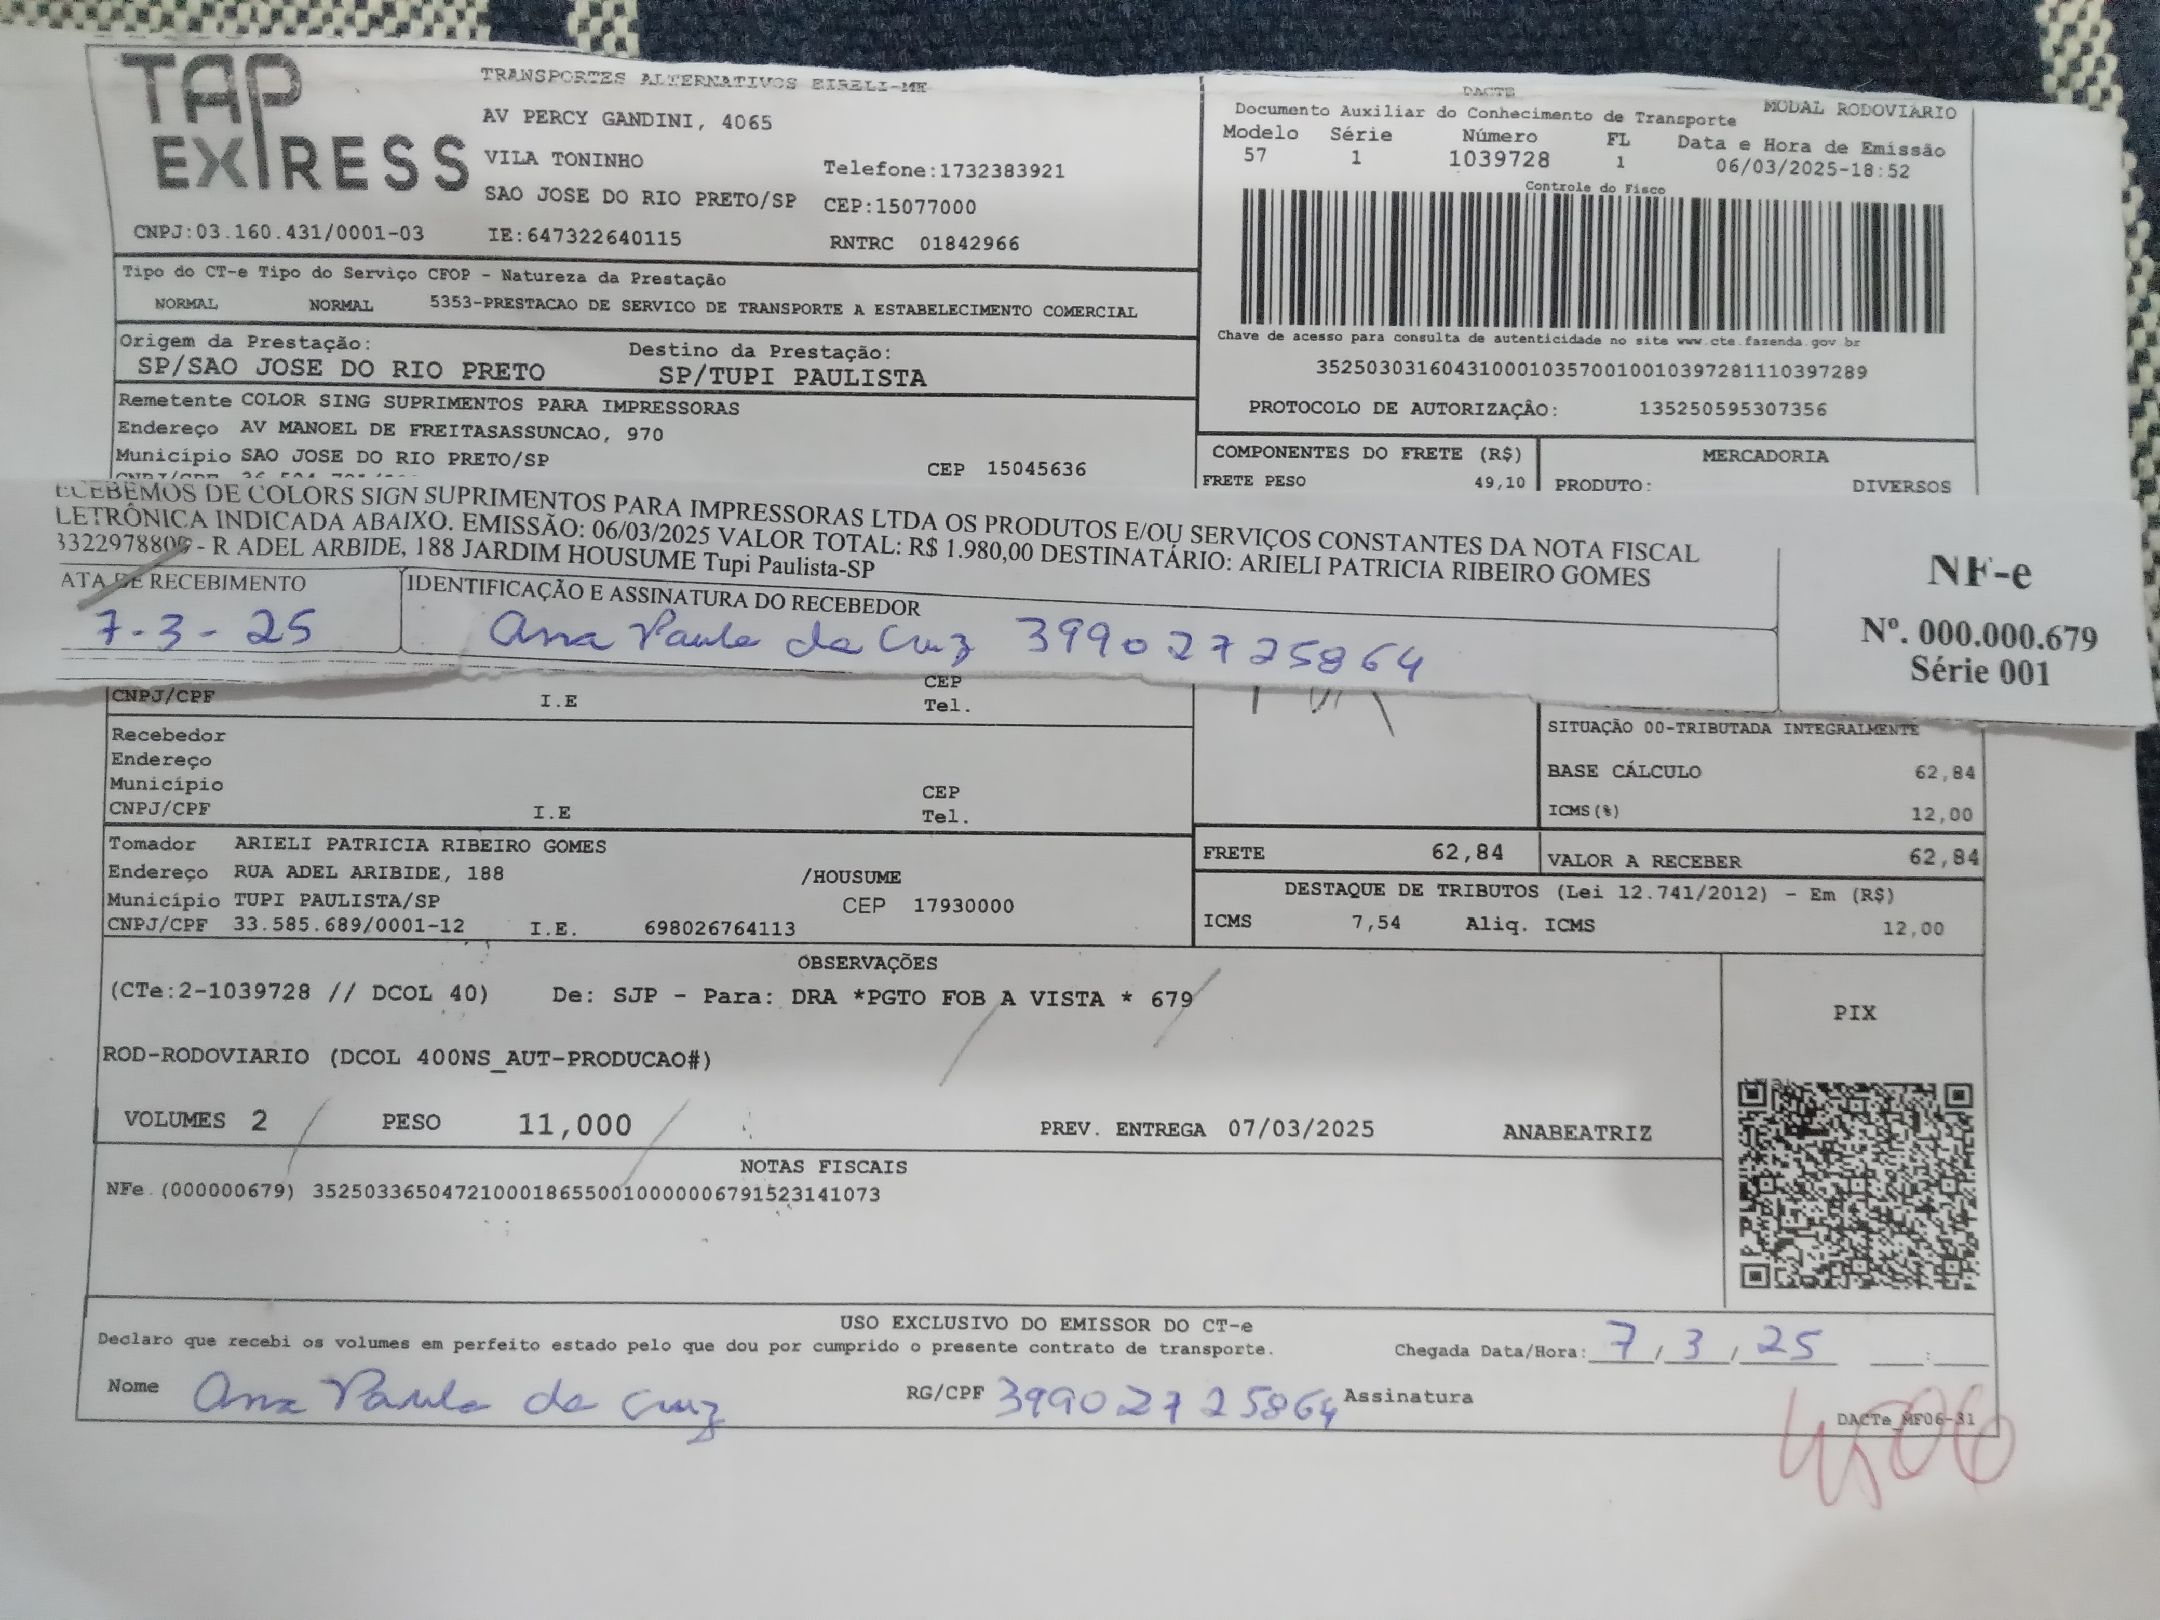 TAP EXPRESS
TRANSPORTES ALTERNATIVOS EIRELI-ME
AV PERCY GANDINI, 4065
VILA TONINHO
Telefone:1732383921
SAO JOSE DO RIO PRETO/SP CEP:15077000
CNPJ:03.160.431/0001-03 IE:647322640115 RNTRC 01842966
DACTE
MODAL RODOVIÁRIO
Documento Auxiliar do Conhecimento de Transporte
Modelo Série Número FL Data e Hora de Emissão
57 1 1039728 1 06/03/2025-18:52
Controle do Fisco
Chave de acesso para consulta de autenticidade no site www.cte.fazenda.gov br
35250303160431000103570010010397281110397289
PROTOCOLO DE AUTORIZAÇÂO: 135250595307356
Tipo do CT-e Tipo do Serviço CFOP - Natureza da Prestação
NORMAL NORMAL 5353-PRESTACAO DE SERVICO DE TRANSPORTE A ESTABELECIMENTO COMERCIAL
Origem da Prestação: Destino da Prestação:
SP/SAO JOSE DO RIO PRETO SP/TUPI PAULISTA
Remetente COLOR SING SUPRIMENTOS PARA IMPRESSORAS
Endereço AV MANOEL DE FREITASASSUNCAO, 970
Município SAO JOSE DO RIO PRETO/SP CEP 15045636
COMPONENTES DO FRETE (R$) MERCADORIA
FRETE PESO 49,10 PRODUTO: DIVERSOS
ECEBEMOS DE COLORS SIGN SUPRIMENTOS PARA IMPRESSORAS LTDA OS PRODUTOS E/OU SERVIÇOS CONSTANTES DA NOTA FISCAL
LETRÔNICA INDICADA ABAIXO. EMISSÃO: 06/03/2025 VALOR TOTAL: R$ 1.980,00 DESTINATÁRIO: ARIELI PATRICIA RIBEIRO GOMES
- R ADEL ARBIDE, 188 JARDIM HOUSUME Tupi Paulista-SP
ATA DE RECEBIMENTO IDENTIFICAÇÃO E ASSINATURA DO RECEBEDOR
7-3-25 Ana Paula da Cruz 39902725864
NF-e
Nº. 000.000.679
Série 001
CNPJ/CPF I.E CEP
Tel.
Recebedor
Endereço
Município CEP
CNPJ/CPF I.E Tel.
SITUAÇÃO 00-TRIBUTADA INTEGRALMENTE
BASE CÁLCULO 62,84
ICMS(%) 12,00
Tomador ARIELI PATRICIA RIBEIRO GOMES
Endereço RUA ADEL ARIBIDE, 188 /HOUSUME
Município TUPI PAULISTA/SP CEP 17930000
CNPJ/CPF 33.585.689/0001-12 I.E. 698026764113
FRETE 62,84 VALOR A RECEBER 62,84
DESTAQUE DE TRIBUTOS (Lei 12.741/2012) - Em (R$)
ICMS 7,54 Aliq. ICMS 12,00
OBSERVAÇÕES
(CTe:2-1039728 // DCOL 40) De: SJP - Para: DRA *PGTO FOB A VISTA * 679
ROD-RODOVIARIO (DCOL 400NS_AUT-PRODUCAO#)
PIX
VOLUMES 2 PESO 11,000 PREV. ENTREGA 07/03/2025 ANABEATRIZ
NOTAS FISCAIS
NFe (000000679) 35250336504721000186550010000006791523141073
USO EXCLUSIVO DO EMISSOR DO CT-e
Declaro que recebi os volumes em perfeito estado pelo que dou por cumprido o presente contrato de transporte. Chegada Data/Hora: 7/3/25 :
Nome Ana Paula da Cruz RG/CPF 39902725864 Assinatura
DACTe MF06-31